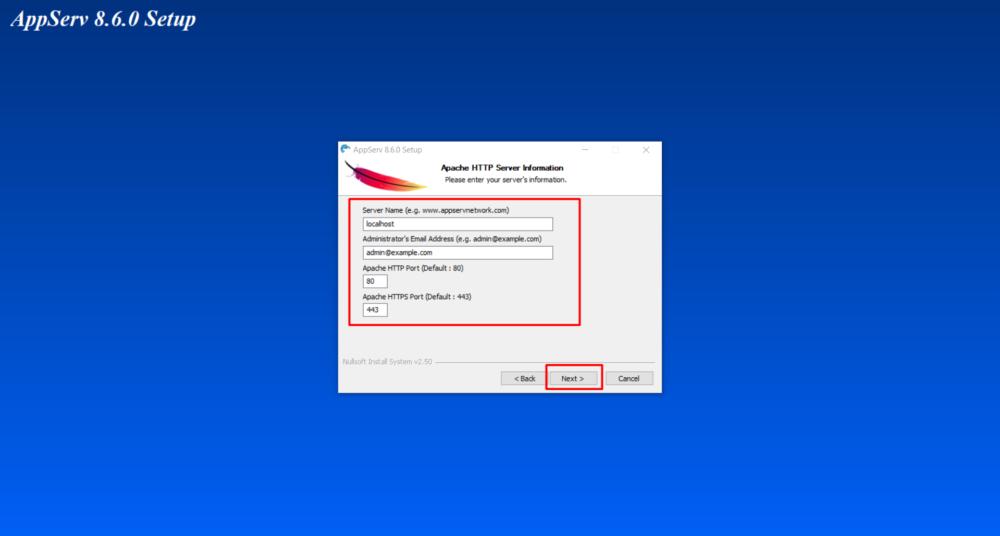 AppServ 8.6.0 Setup
AppServ 8.6.0 Setup
Apache HTTP Server Information
Please enter your server's information.
Server Name (e.g. www.appservnetwork.com)
localhost
Administrator's Email Address (e.g. admin@example.com)
admin@example.com
Apache HTTP Port (Default : 80)
80
Apache HTTPS Port (Default : 443)
443
Nullsoft Install System v2.50
< Back Next > Cancel